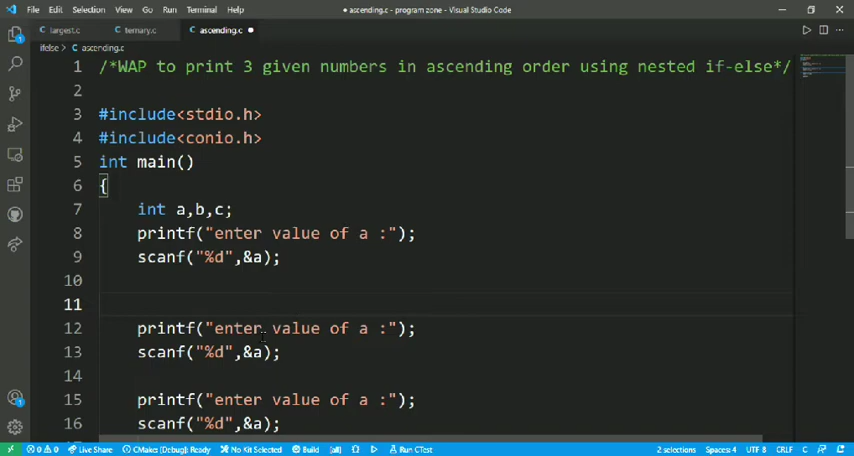 File Edit Selection View Go Run Terminal Help
● ascending.c - program zone - Visual Studio Code
C largest.c C ternary.c C ascending.c ●
ifelse > C ascending.c
1 /*WAP to print 3 given numbers in ascending order using nested if-else*/
2
3 #include<stdio.h>
4 #include<conio.h>
5 int main()
6 {
7 int a,b,c;
8 printf("enter value of a :");
9 scanf("%d",&a);
10
11
12 printf("enter value of a :");
13 scanf("%d",&a);
14
15 printf("enter value of a :");
16 scanf("%d",&a);
0 0 Live Share CMake: [Debug]: Ready No Kit Selected Build [all] Run CTest 2 selections Spaces: 4 UTF-8 CRLF C